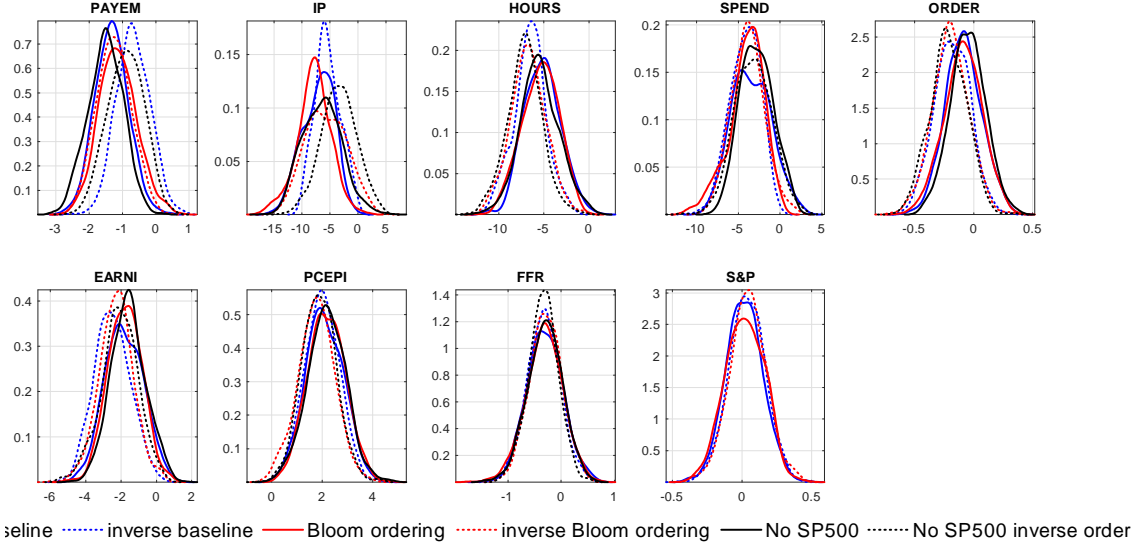 PAYEM IP HOURS SPEND ORDER
0.7 0.6 0.5 0.4 0.3 0.2 0.1
-3 -2 -1 0 1
0.15 0.1 0.05
-15 -10 -5 0 5
0.2 0.15 0.1 0.05
-10 -5 0
0.2 0.15 0.1 0.05 0
-10 -5 0 5
2.5 2 1.5 1 0.5
-0.5 0 0.5
EARNI PCEPI FFR S&P
0.4 0.3 0.2 0.1
-6 -4 -2 0 2
0.5 0.4 0.3 0.2 0.1
0 2 4
1.4 1.2 1 0.8 0.6 0.4 0.2
-1 0 1
3 2.5 2 1.5 1 0.5
-0.5 0 0.5
seline inverse baseline Bloom ordering inverse Bloom ordering No SP500 No SP500 inverse order